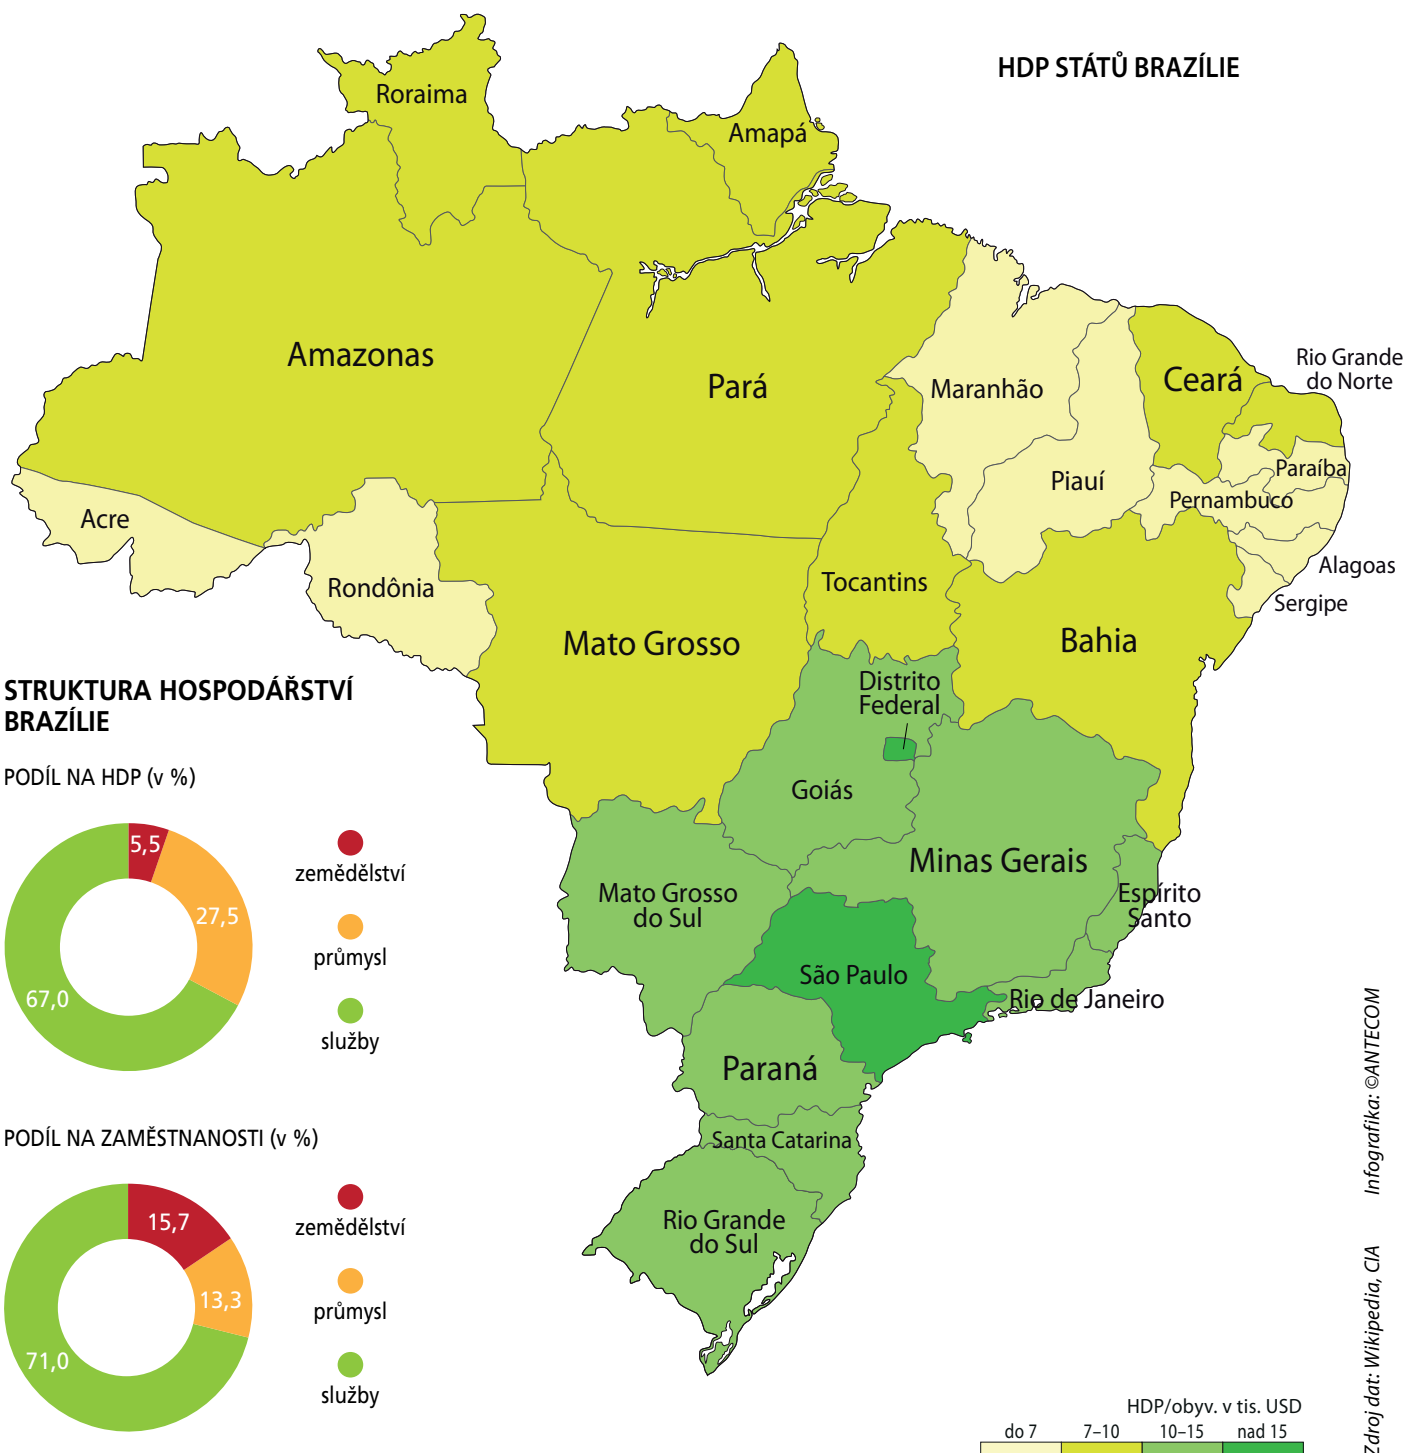 HDP STÁTŮ BRAZÍLIE
Roraima
Amapá
Amazonas
Pará
Maranhão
Ceará
Rio Grande
do Norte
Piauí
Paraíba
Pernambuco
Acre
Rondônia
Tocantins
Alagoas
Sergipe
Mato Grosso
Bahia
Distrito
Federal
Goiás
Minas Gerais
Mato Grosso
do Sul
Espírito
Santo
São Paulo
Rio de Janeiro
Paraná
Santa Catarina
Rio Grande
do Sul
STRUKTURA HOSPODÁŘSTVÍ
BRAZÍLIE
PODÍL NA HDP (v %)
5,5
27,5
67,0
zemědělství
průmysl
služby
PODÍL NA ZAMĚSTNANOSTI (v %)
15,7
13,3
71,0
zemědělství
průmysl
služby
HDP/obyv. v tis. USD
do 7 7–10 10–15 nad 15
Zdroj dat: Wikipedia, CIA Infografika: ©ANTECOM